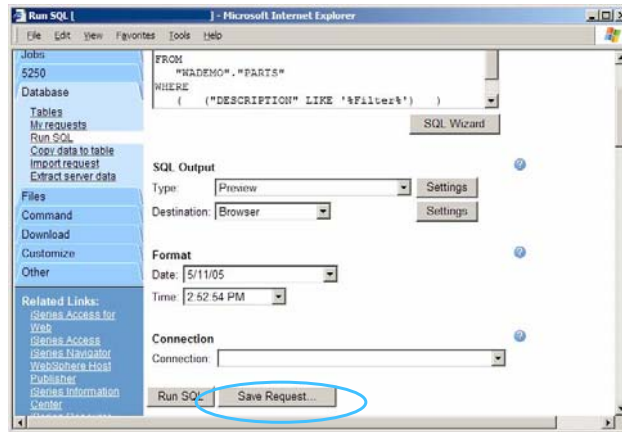 Run SQL [ ] - Microsoft Internet Explorer
File Edit View Favorites Tools Help
Jobs
5250
Database
Tables
My requests
Run SQL
Copy data to table
Import request
Extract server data
Files
Command
Download
Customize
Other
Related Links:
iSeries Access for
Web
iSeries Access
iSeries Navigator
WebSphere Host
Publisher
iSeries Information
Center
FROM
"WADEMO"."PARTS"
WHERE
( ("DESCRIPTION" LIKE '%Filter%') )
SQL Wizard
SQL Output
Type: Preview Settings
Destination: Browser Settings
Format
Date: 5/11/05
Time: 2:52:54 PM
Connection
Connection:
Run SQL Save Request...